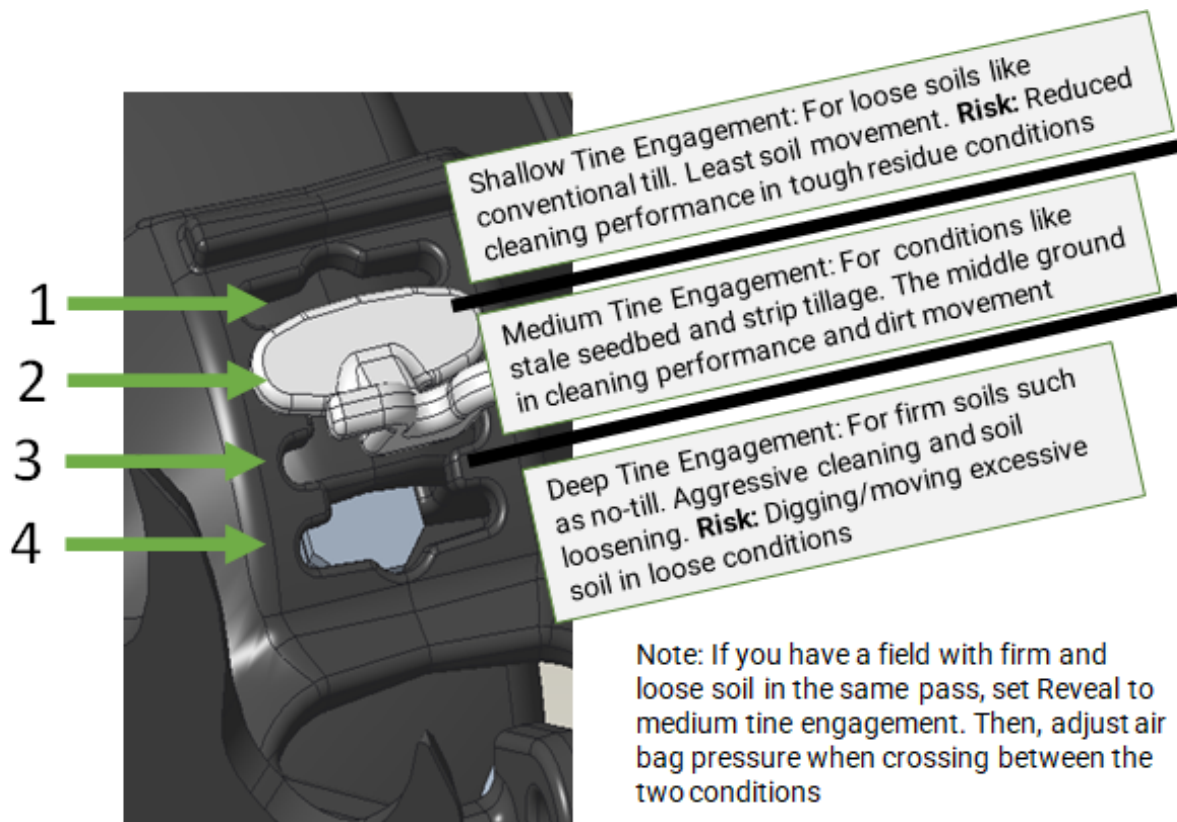 Shallow Tine Engagement: For loose soils like
conventional till. Least soil movement. Risk: Reduced
cleaning performance in tough residue conditions
Medium Tine Engagement: For conditions like
stale seedbed and strip tillage. The middle ground
in cleaning performance and dirt movement
Deep Tine Engagement: For firm soils such
as no-till. Aggressive cleaning and soil
loosening. Risk: Digging/moving excessive
soil in loose conditions
1
2
3
4
Note: If you have a field with firm and
loose soil in the same pass, set Reveal to
medium tine engagement. Then, adjust air
bag pressure when crossing between the
two conditions